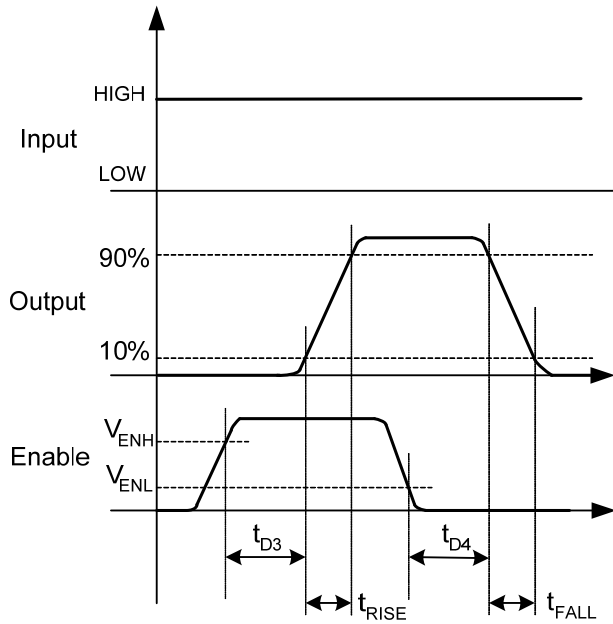 HIGH
Input
LOW
90%
Output
10%
VENH
Enable
VENL
tD3
tD4
tRISE
tFALL